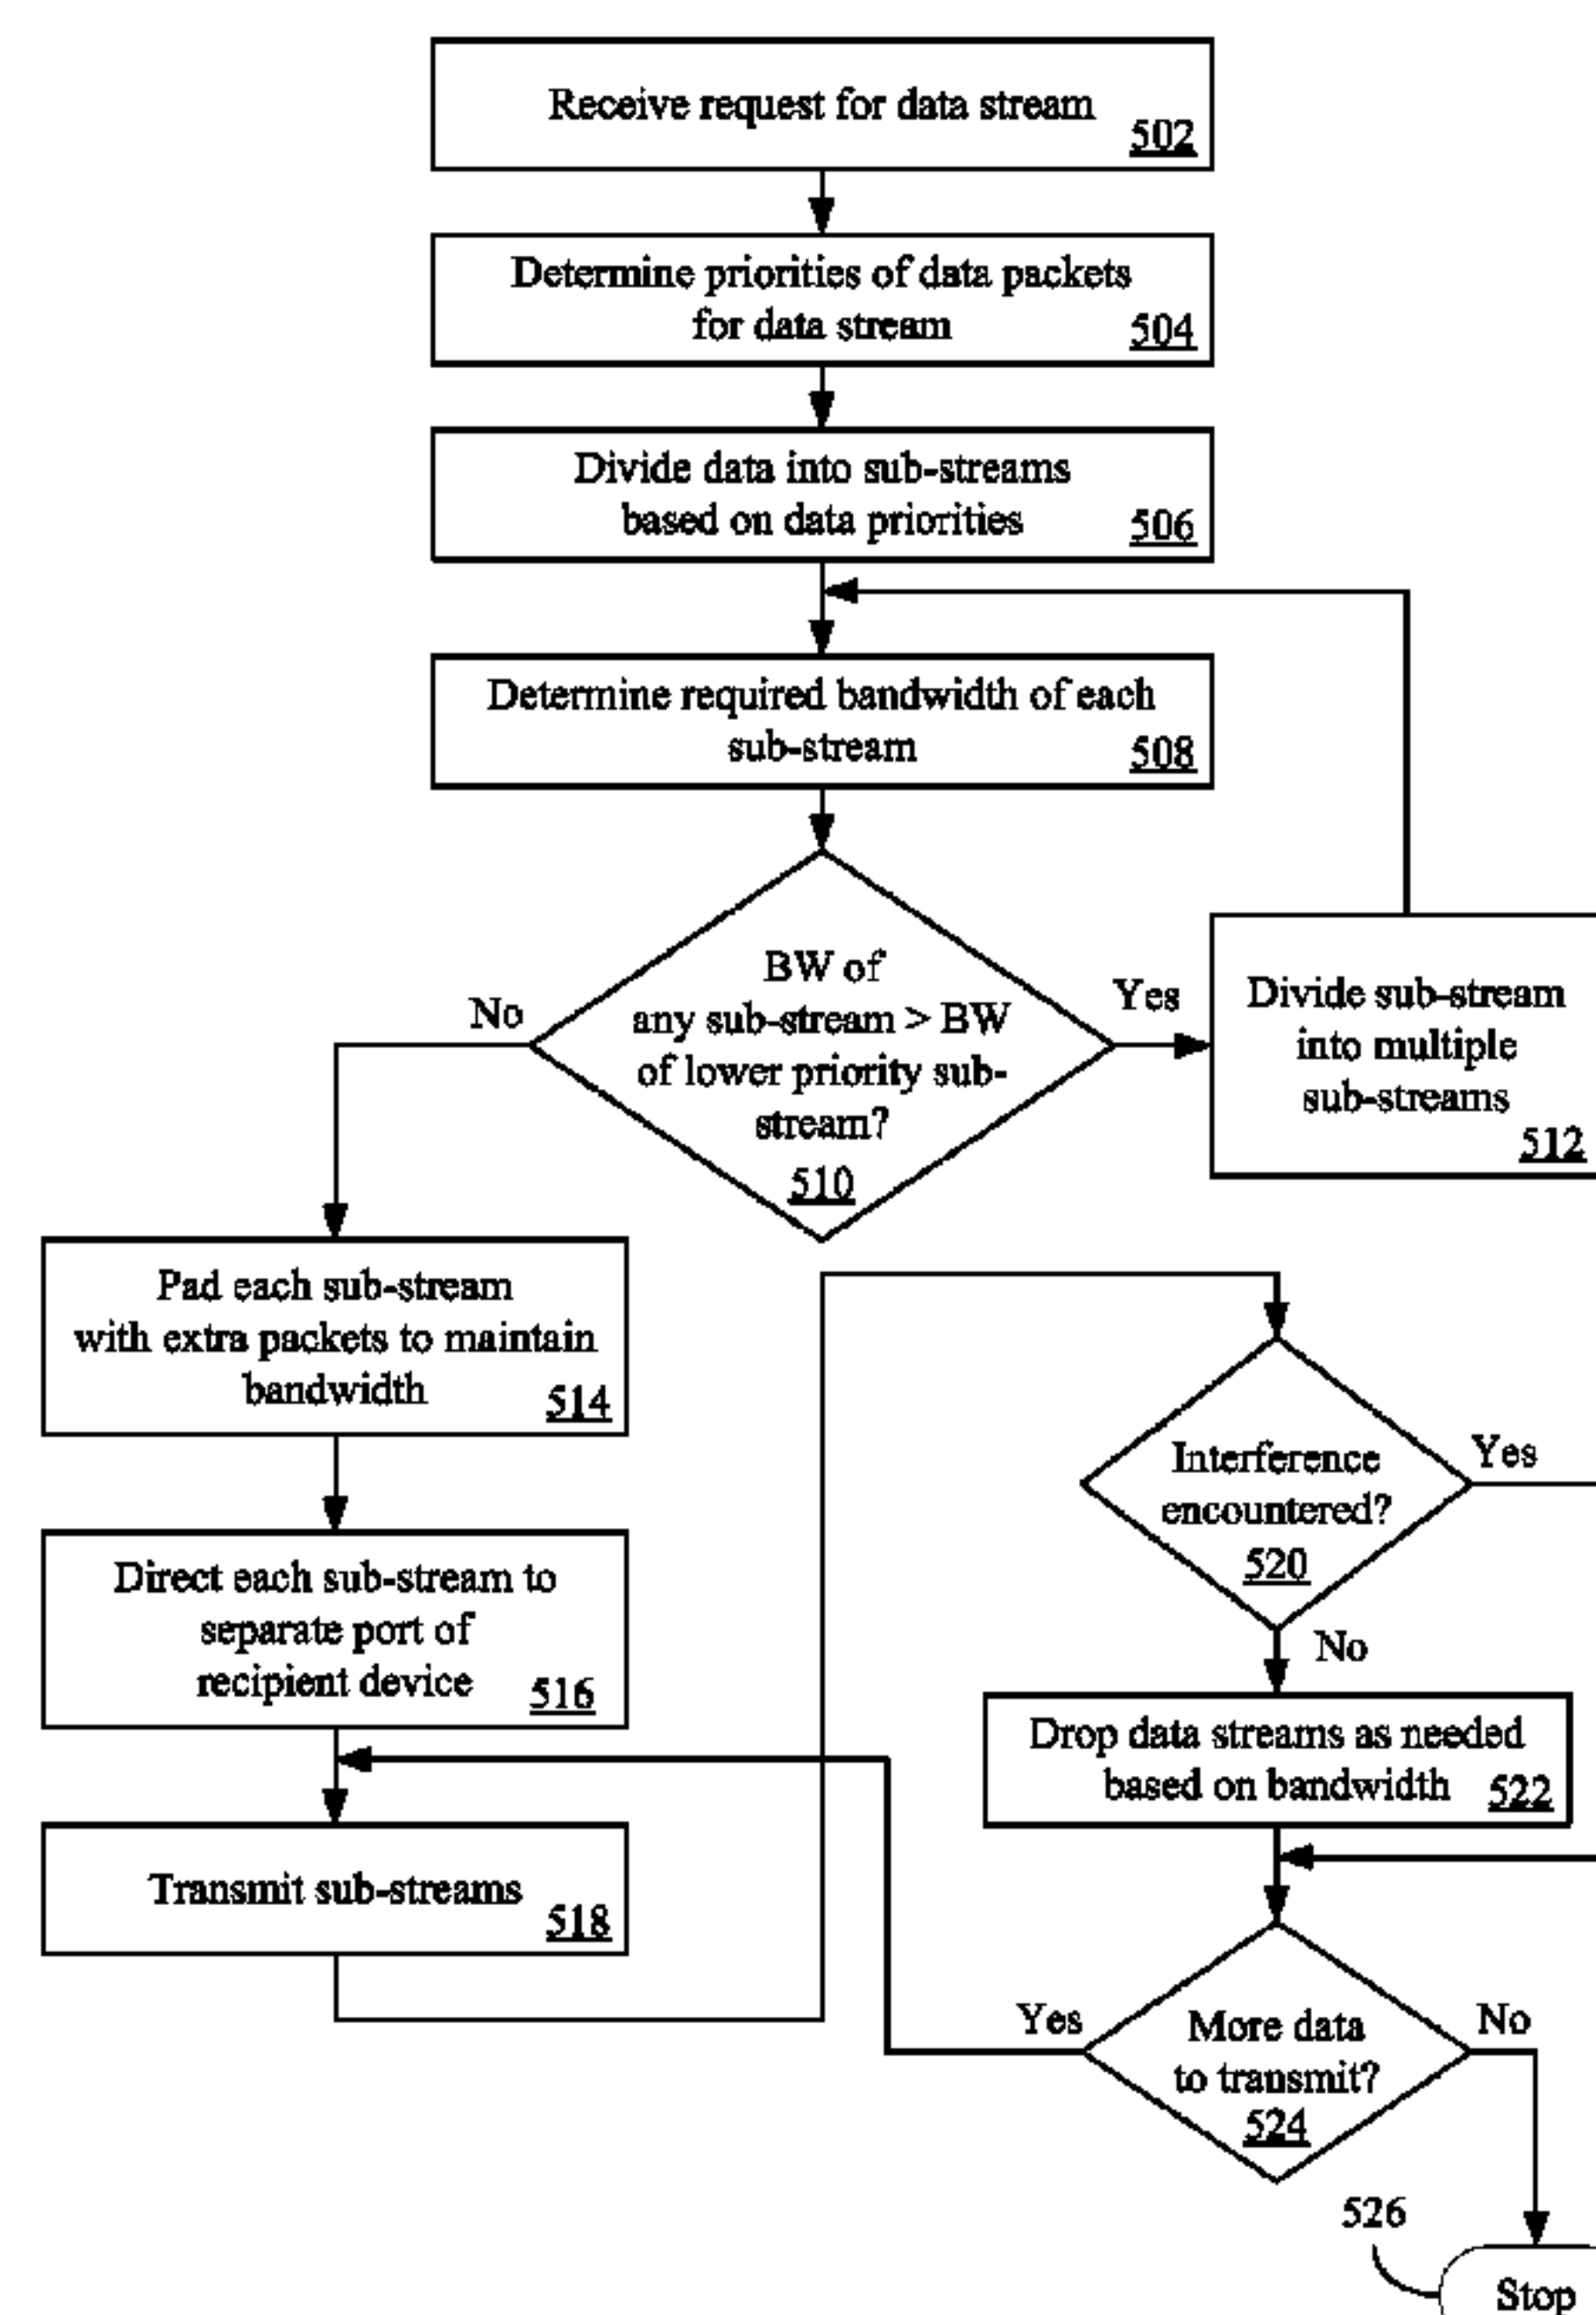 Receive request for data stream
502
Determine priorities of data packets
for data stream
504
Divide data into sub-streams
based on data priorities
506
Determine required bandwidth of each
sub-stream
508
BW of
any sub-stream > BW
of lower priority sub-
stream?
510
No
Yes
Divide sub-stream
into multiple
sub-streams
512
Pad each sub-stream
with extra packets to maintain
bandwidth
514
Direct each sub-stream to
separate port of
recipient device
516
Transmit sub-streams
518
Interference
encountered?
520
Yes
No
Drop data streams as needed
based on bandwidth
522
More data
to transmit?
524
Yes
No
526
Stop